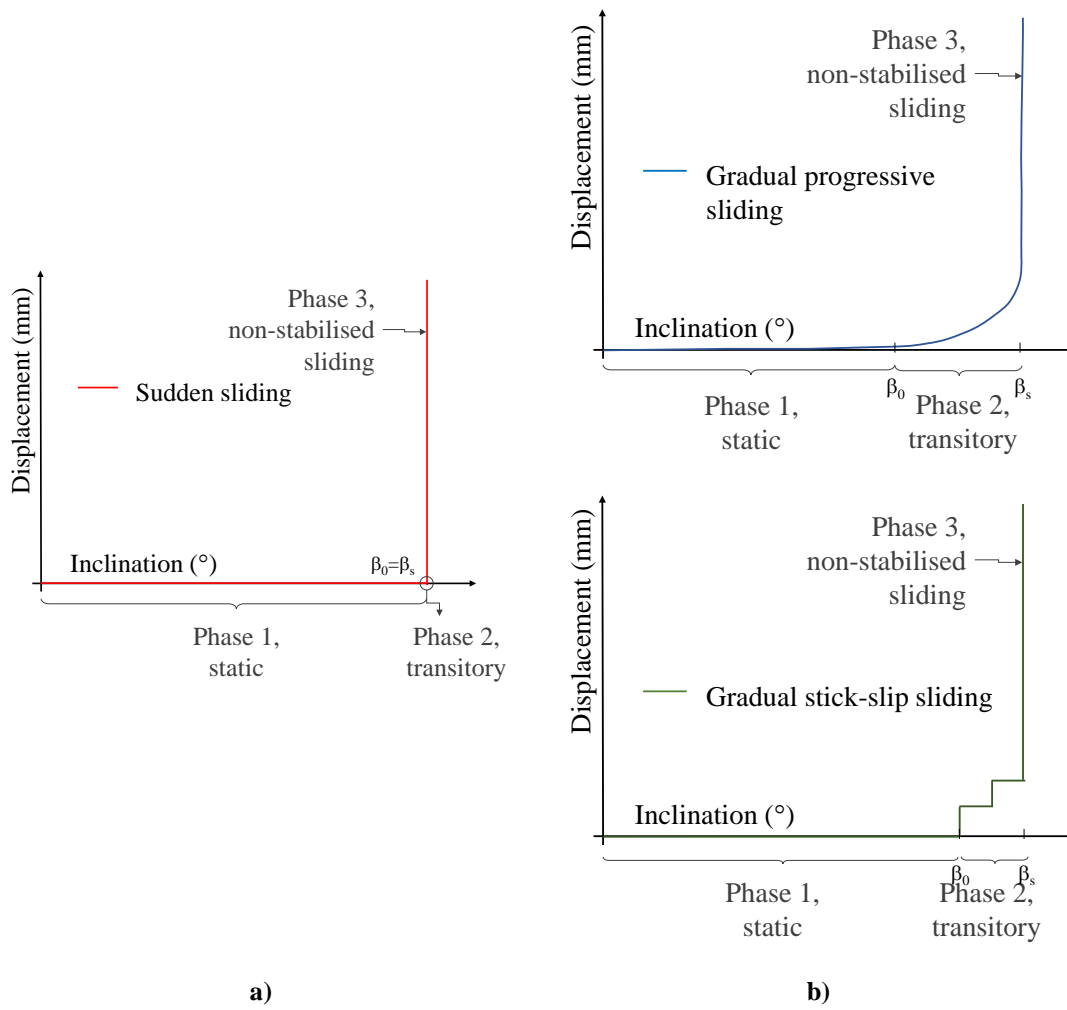 Displacement (mm)
Phase 3,
non-stabilised
sliding
Sudden sliding
Inclination (°)
β₀=βₛ
Phase 1,
static
Phase 2,
transitory
a)
Displacement (mm)
Phase 3,
non-stabilised
sliding
Gradual progressive
sliding
Inclination (°)
β₀
βₛ
Phase 1,
static
Phase 2,
transitory
Displacement (mm)
Phase 3,
non-stabilised
sliding
Gradual stick-slip sliding
Inclination (°)
β₀
βₛ
Phase 1,
static
Phase 2,
transitory
b)